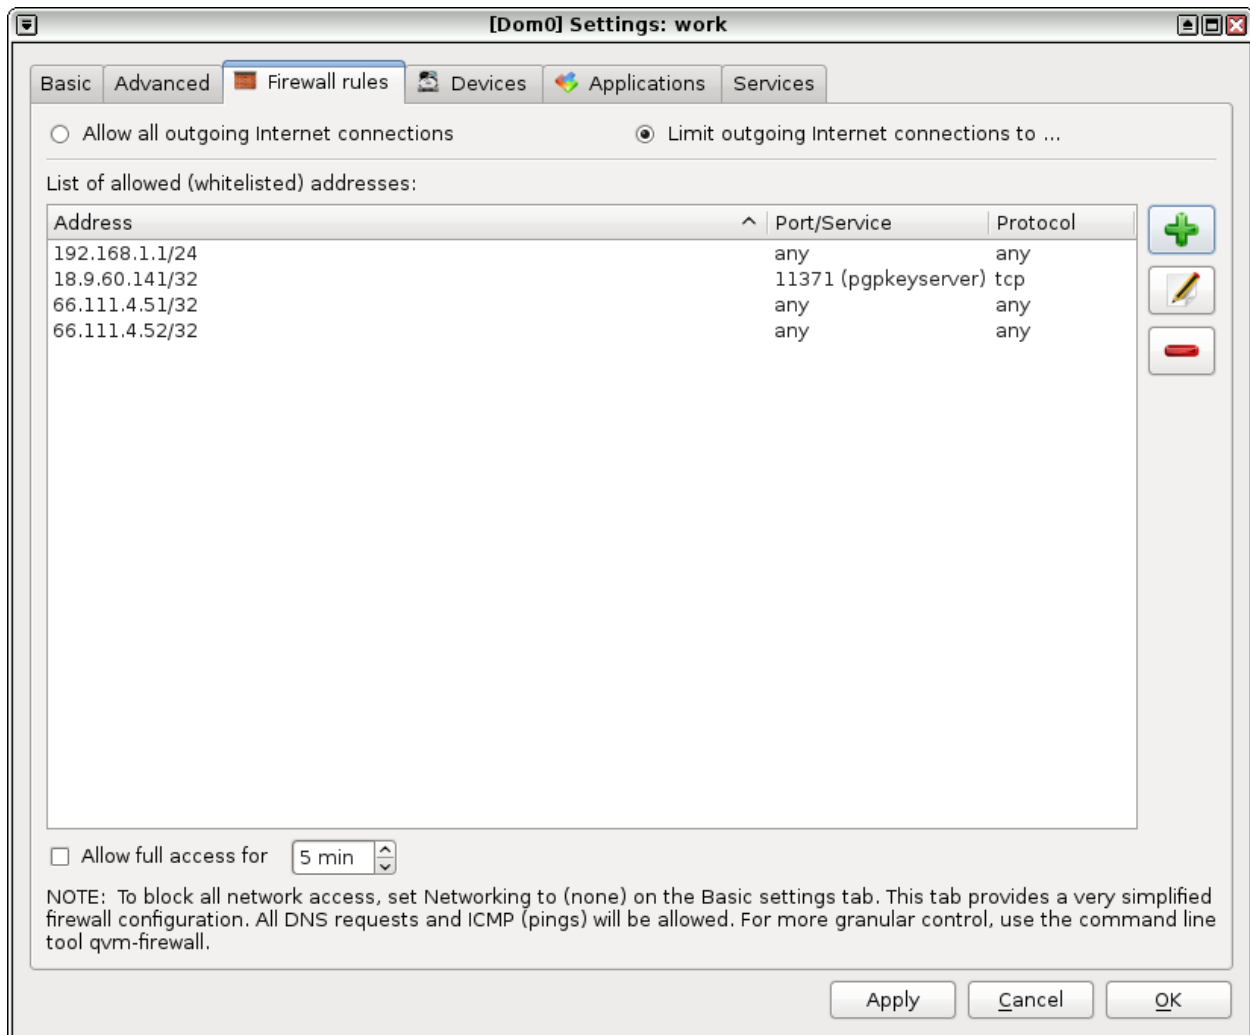 [Dom0] Settings: work
Basic Advanced Firewall rules Devices Applications Services
Allow all outgoing Internet connections Limit outgoing Internet connections to ...
List of allowed (whitelisted) addresses:
Address Port/Service Protocol
192.168.1.1/24 any any
18.9.60.141/32 11371 (pgpkeyserver) tcp
66.111.4.51/32 any any
66.111.4.52/32 any any
Allow full access for 5 min
NOTE: To block all network access, set Networking to (none) on the Basic settings tab. This tab provides a very simplified
firewall configuration. All DNS requests and ICMP (pings) will be allowed. For more granular control, use the command line
tool qvm-firewall.
Apply Cancel OK